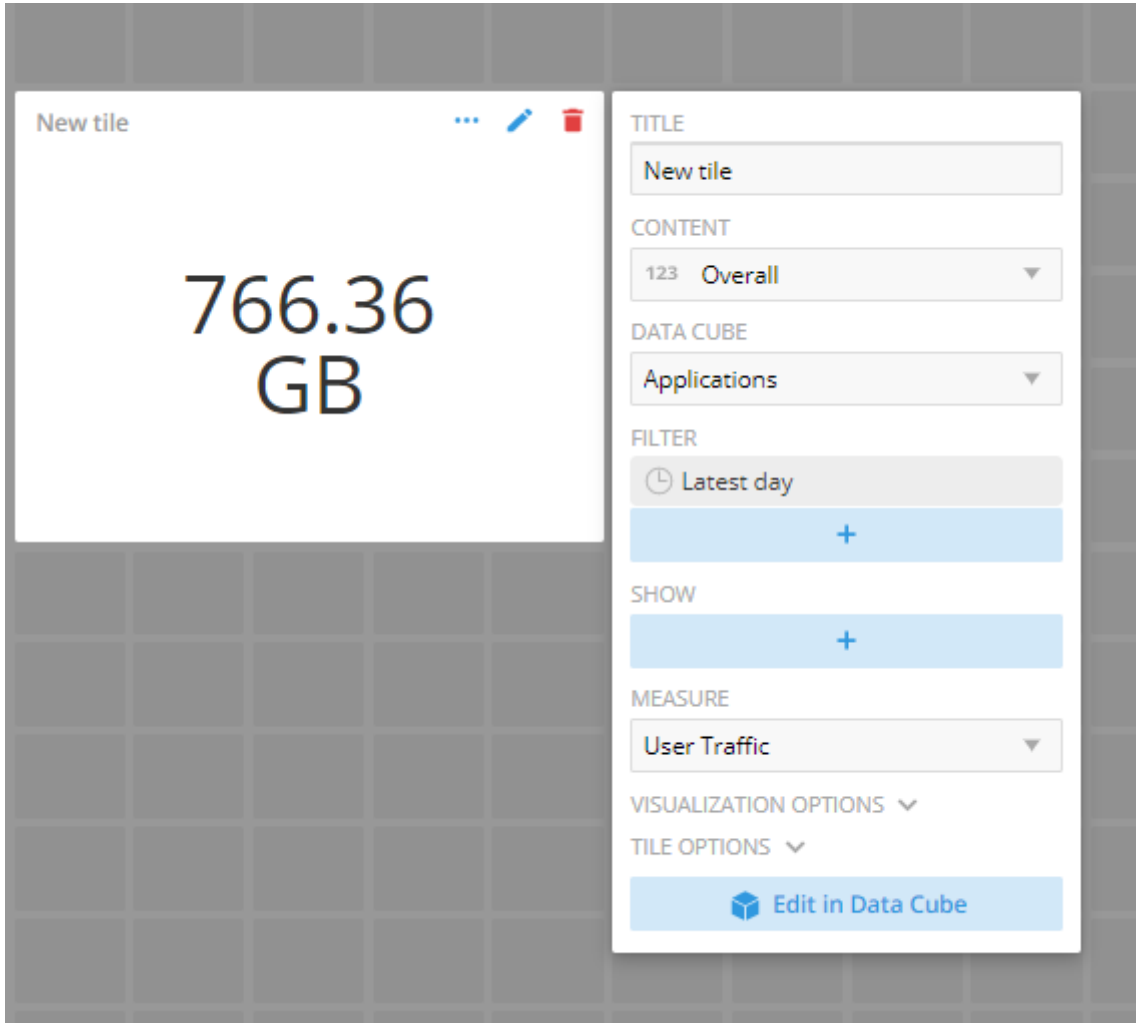 New tile
766.36
GB
TITLE
New tile
CONTENT
123 Overall
DATA CUBE
Applications
FILTER
Latest day
+
SHOW
+
MEASURE
User Traffic
VISUALIZATION OPTIONS
TILE OPTIONS
Edit in Data Cube